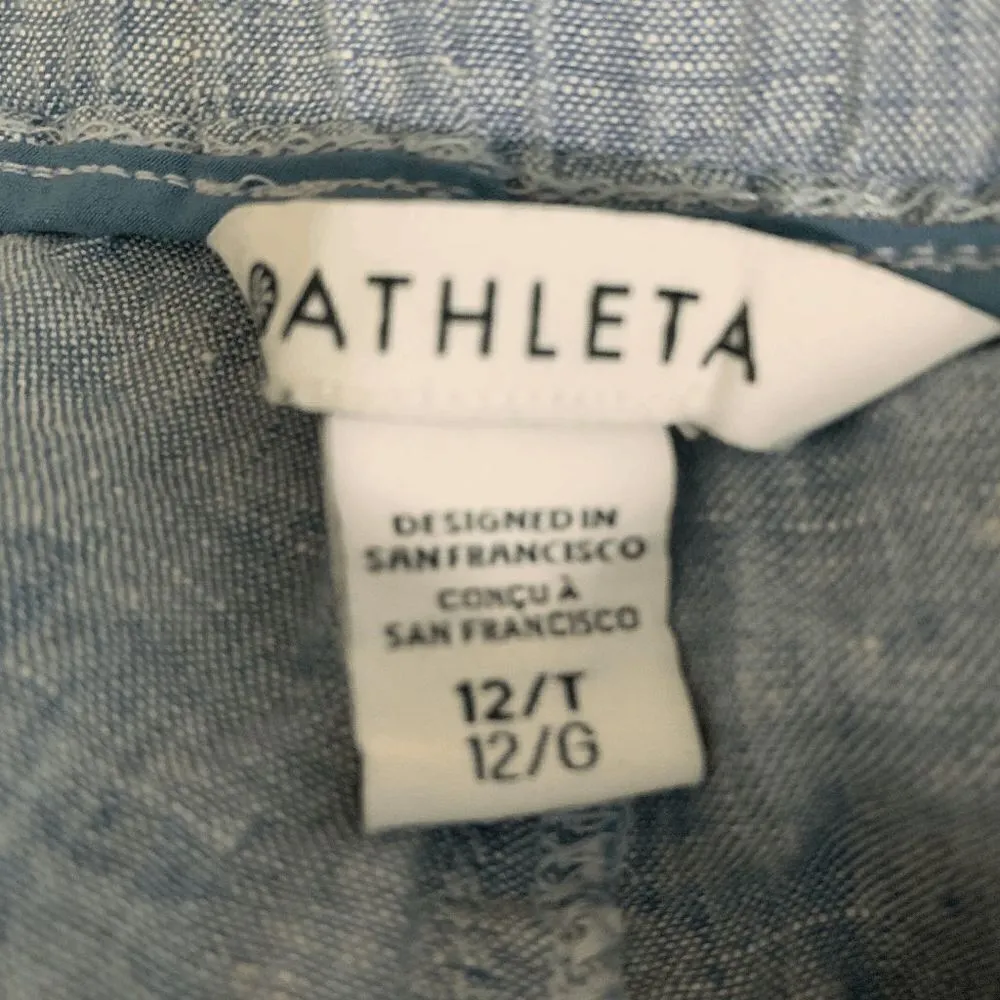 ATHLETA
DESIGNED IN
SAN FRANCISCO
CONÇU À
SAN FRANCISCO
12/T
12/G